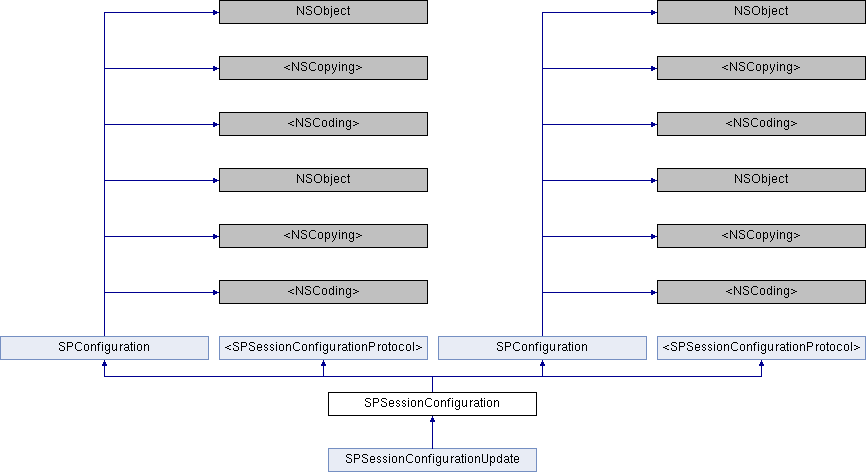 NSObject NSObject
<NSCopying> <NSCopying>
<NSCoding> <NSCoding>
NSObject NSObject
<NSCopying> <NSCopying>
<NSCoding> <NSCoding>
SPConfiguration <SPSessionConfigurationProtocol> SPConfiguration <SPSessionConfigurationProtocol>
SPSessionConfiguration
SPSessionConfigurationUpdate